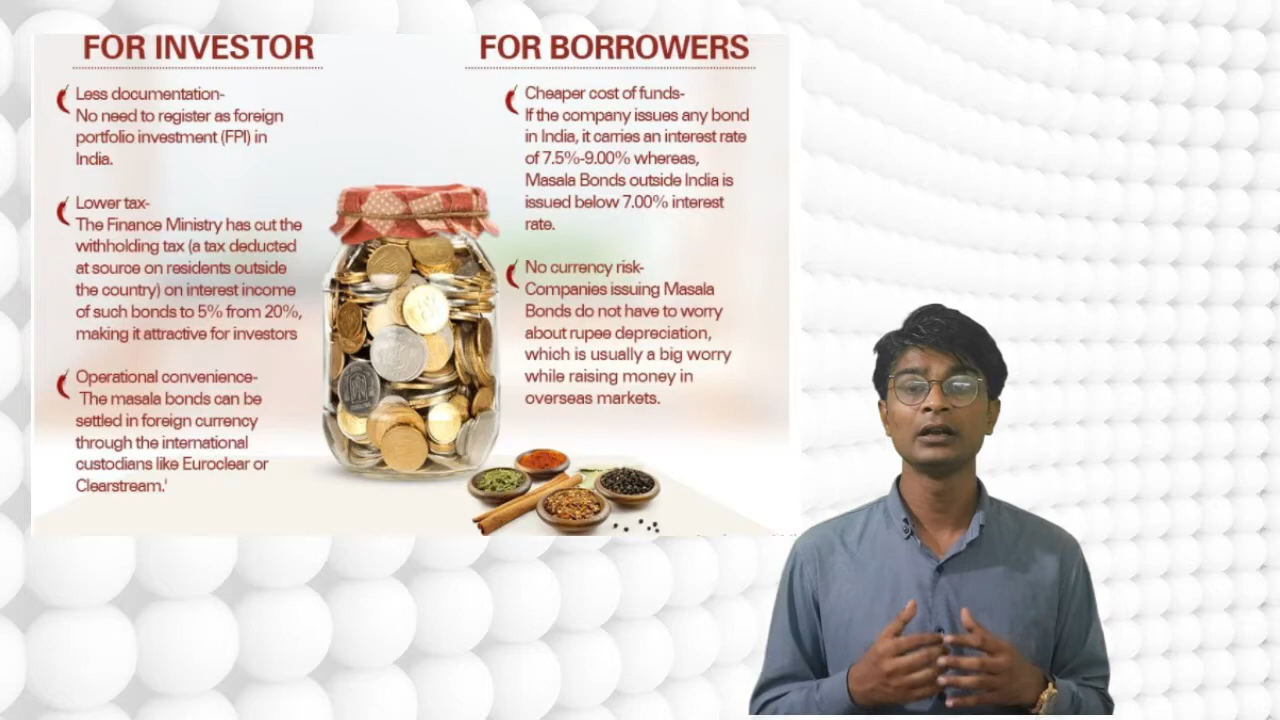 FOR INVESTOR
Less documentation-
No need to register as foreign
portfolio investment (FPI) in
India.
Lower tax-
The Finance Ministry has cut the
withholding tax (a tax deducted
at source on residents outside
the country) on interest income
of such bonds to 5% from 20%,
making it attractive for investors
Operational convenience-
The masala bonds can be
settled in foreign currency
through the international
custodians like Euroclear or
Clearstream.'
FOR BORROWERS
Cheaper cost of funds-
If the company issues any bond
in India, it carries an interest rate
of 7.5%-9.00% whereas,
Masala Bonds outside India is
issued below 7.00% interest
rate.
No currency risk-
Companies issuing Masala
Bonds do not have to worry
about rupee depreciation,
which is usually a big worry
while raising money in
overseas markets.